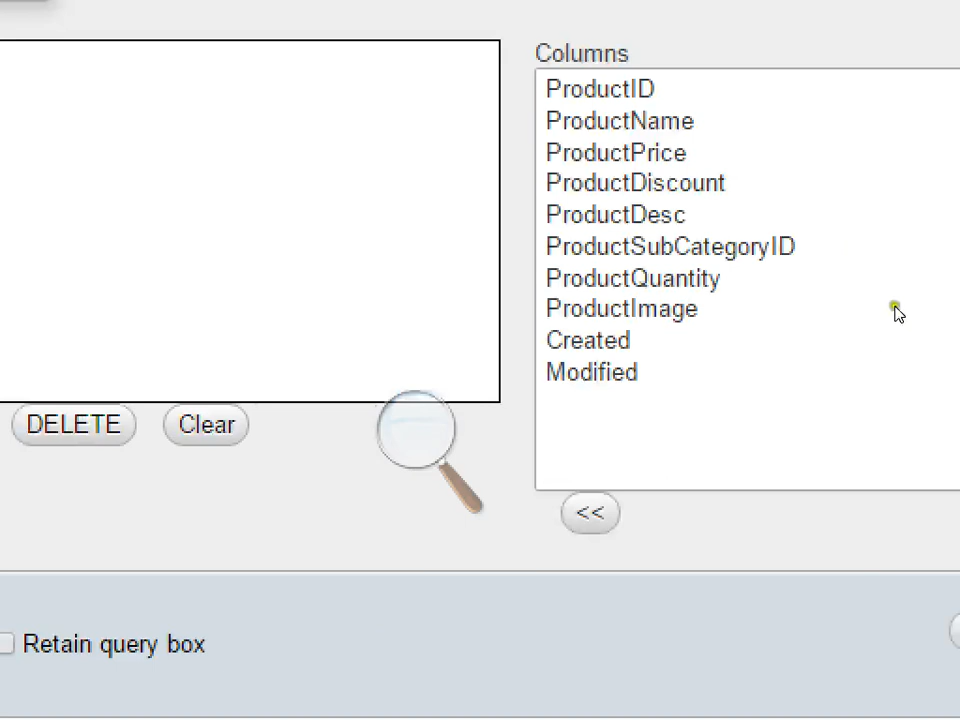 Columns
ProductID
ProductName
ProductPrice
ProductDiscount
ProductDesc
ProductSubCategoryID
ProductQuantity
ProductImage
Created
Modified
DELETE
Clear
<<
Retain query box